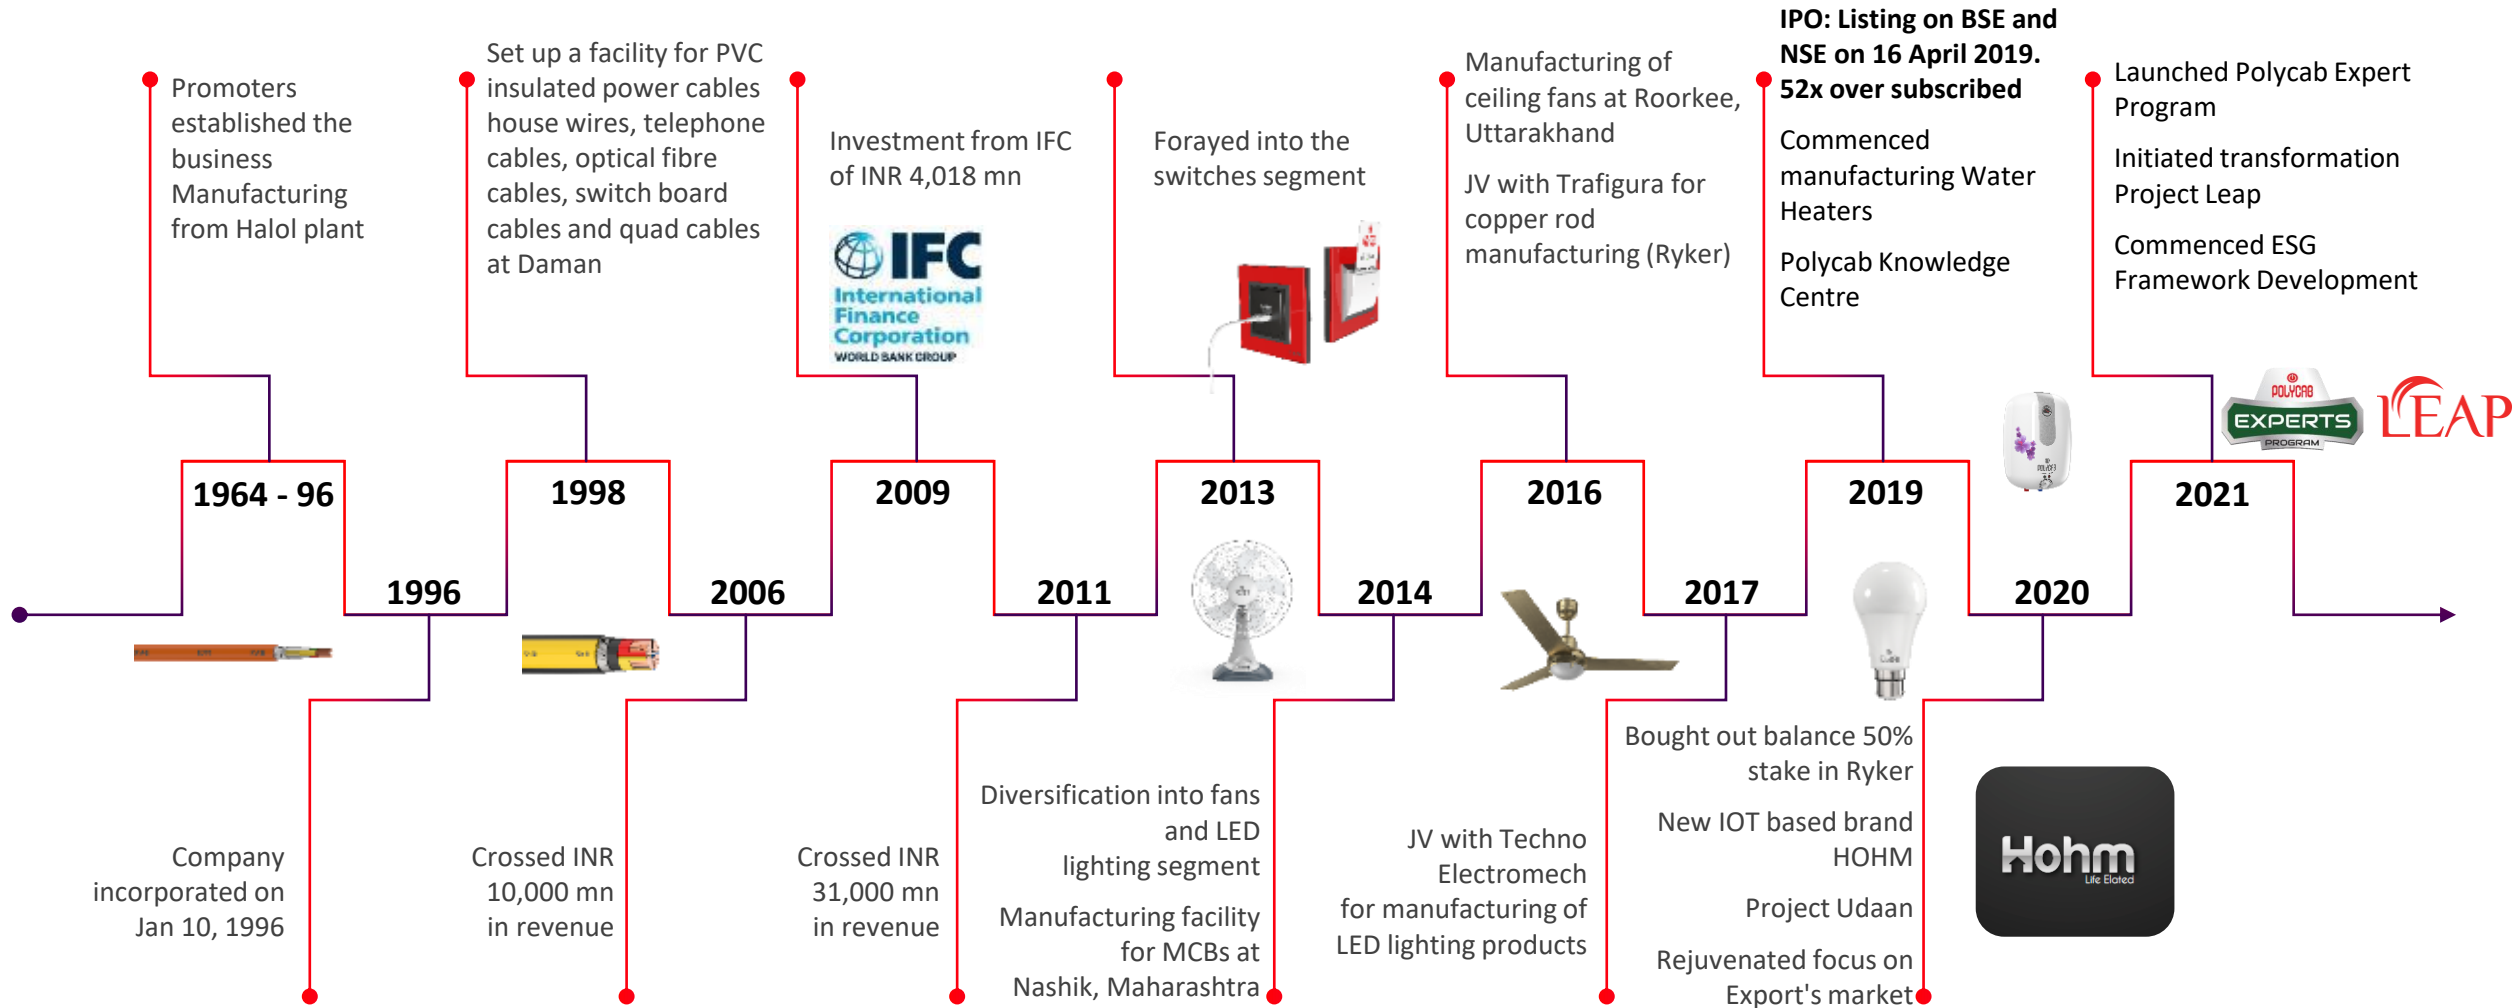 Promoters
established the
business
Manufacturing
from Halol plant
Set up a facility for PVC
insulated power cables
house wires, telephone
cables, optical fibre
cables, switch board
cables and quad cables
at Daman
Investment from IFC
of INR 4,018 mn
IFC
International
Finance
Corporation
WORLD BANK GROUP
Forayed into the
switches segment
Manufacturing of
ceiling fans at Roorkee,
Uttarakhand
JV with Trafigura for
copper rod
manufacturing (Ryker)
IPO: Listing on BSE and
NSE on 16 April 2019.
52x over subscribed
Commenced
manufacturing Water
Heaters
Polycab Knowledge
Centre
Launched Polycab Expert
Program
Initiated transformation
Project Leap
Commenced ESG
Framework Development
POLYCAB
EXPERTS
PROGRAM
LEAP
1964 - 96
1998
2009
2013
2016
2019
2021
1996
2006
2011
2014
2017
2020
Company
incorporated on
Jan 10, 1996
Crossed INR
10,000 mn
in revenue
Crossed INR
31,000 mn
in revenue
Diversification into fans
and LED
lighting segment
Manufacturing facility
for MCBs at
Nashik, Maharashtra
JV with Techno
Electromech
for manufacturing of
LED lighting products
Bought out balance 50%
stake in Ryker
New IOT based brand
HOHM
Project Udaan
Rejuvenated focus on
Export's market
Hohm
Life Elated